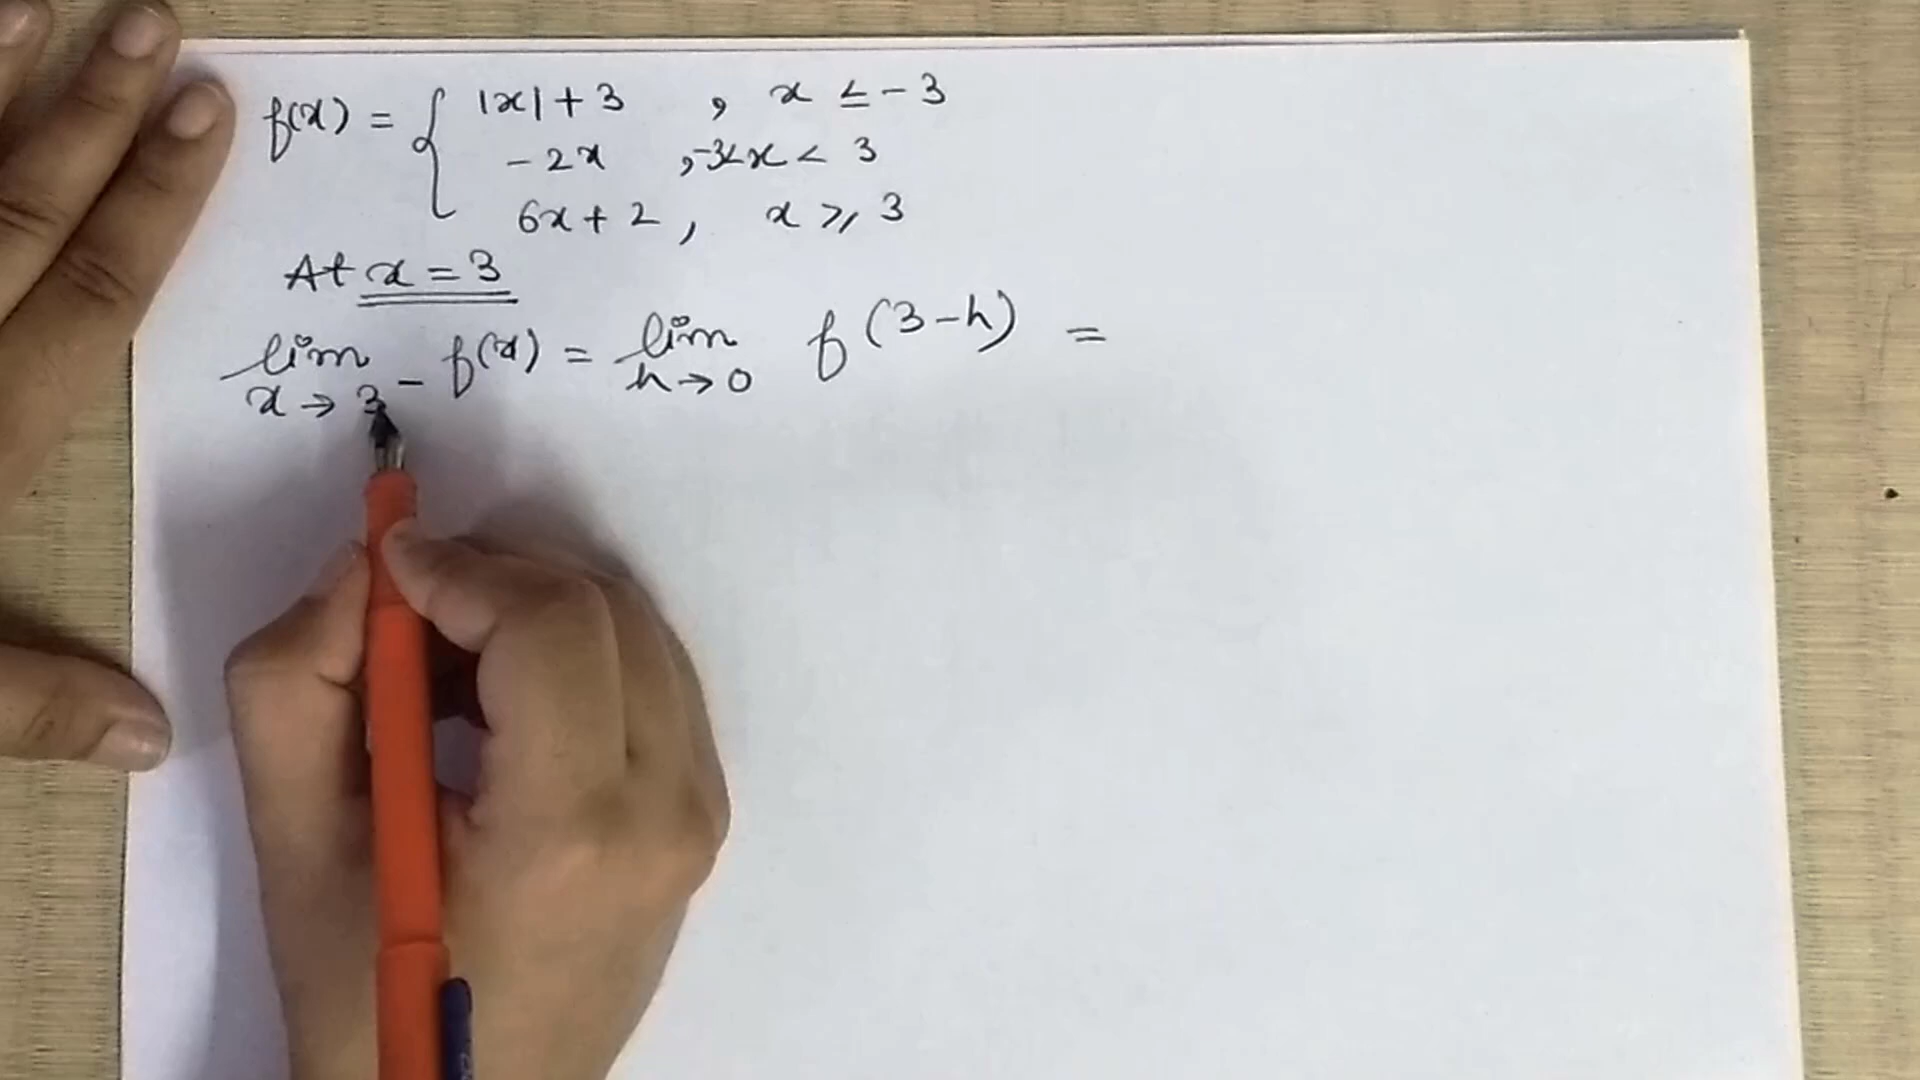 f(x) = { |x| + 3 , x ≤ -3
-2x , -3<x < 3
6x + 2 , x ≥ 3
At x = 3
lim x→3- f(x) = lim h→0 f(3-h) =